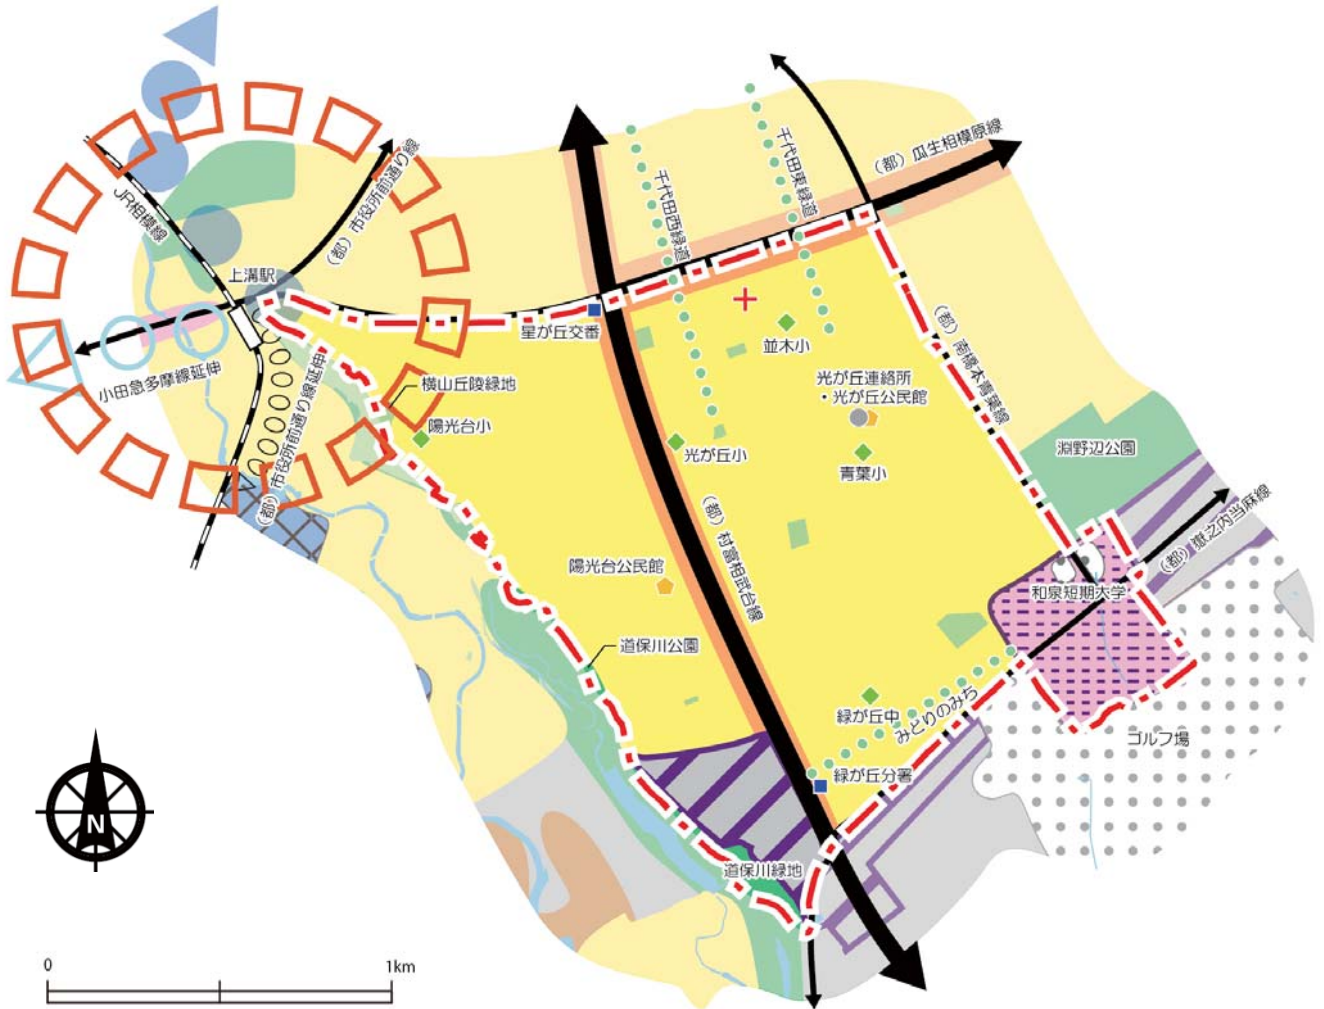 千代田東緑道
(都)瓜生相模原線
(都)市役所前通り線
千代田西緑道
JR相模線
上溝駅
星が丘交番
並木小
(都)南橋本青葉線
小田急多摩線延伸
横山丘陵緑地
光が丘連絡所
・光が丘公民館
陽光台小
光が丘小
青葉小
淵野辺公園
(都)市役所前通り線延伸
(都)村富相武台線
(都)嶽之内当麻線
陽光台公民館
和泉短期大学
道保川公園
緑が丘中
みどりのみち
ゴルフ場
緑が丘分署
N
道保川緑地
0
1km